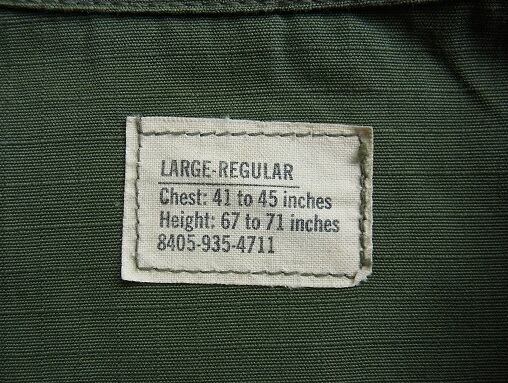 LARGE-REGULAR
Chest: 41 to 45 inches
Height: 67 to 71 inches
8405-935-4711